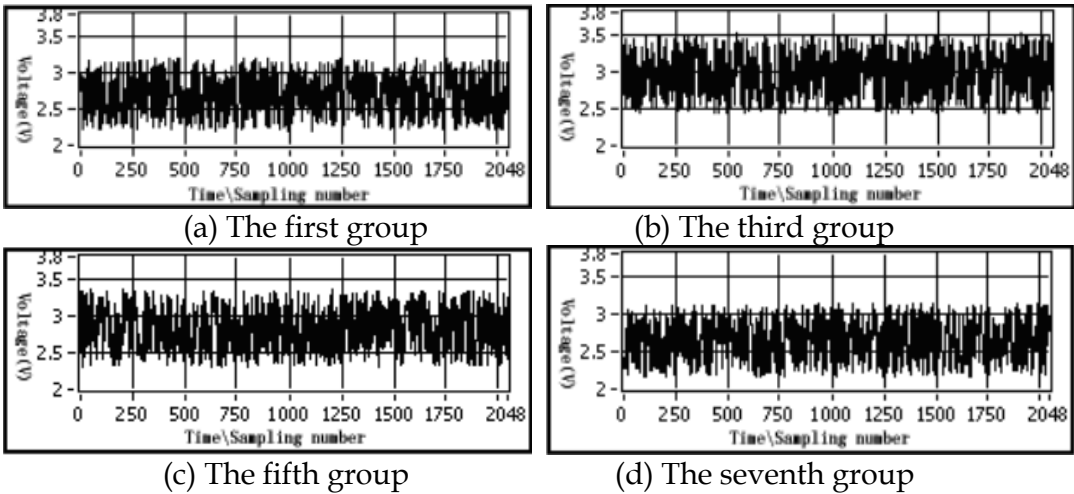 3.8
3.5
3
2.5
2
Voltage(V)
0 250 500 750 1000 1250 1500 1750 2048
Time\Sampling number
(a) The first group
3.8
3.5
3
2.5
2
Voltage(V)
0 250 500 750 1000 1250 1500 1750 2048
Time\Sampling number
(b) The third group
3.8
3.5
3
2.5
2
Voltage(V)
0 250 500 750 1000 1250 1500 1750 2048
Time\Sampling number
(c) The fifth group
3.8
3.5
3
2.5
2
Voltage(V)
0 250 500 750 1000 1250 1500 1750 2048
Time\Sampling number
(d) The seventh group